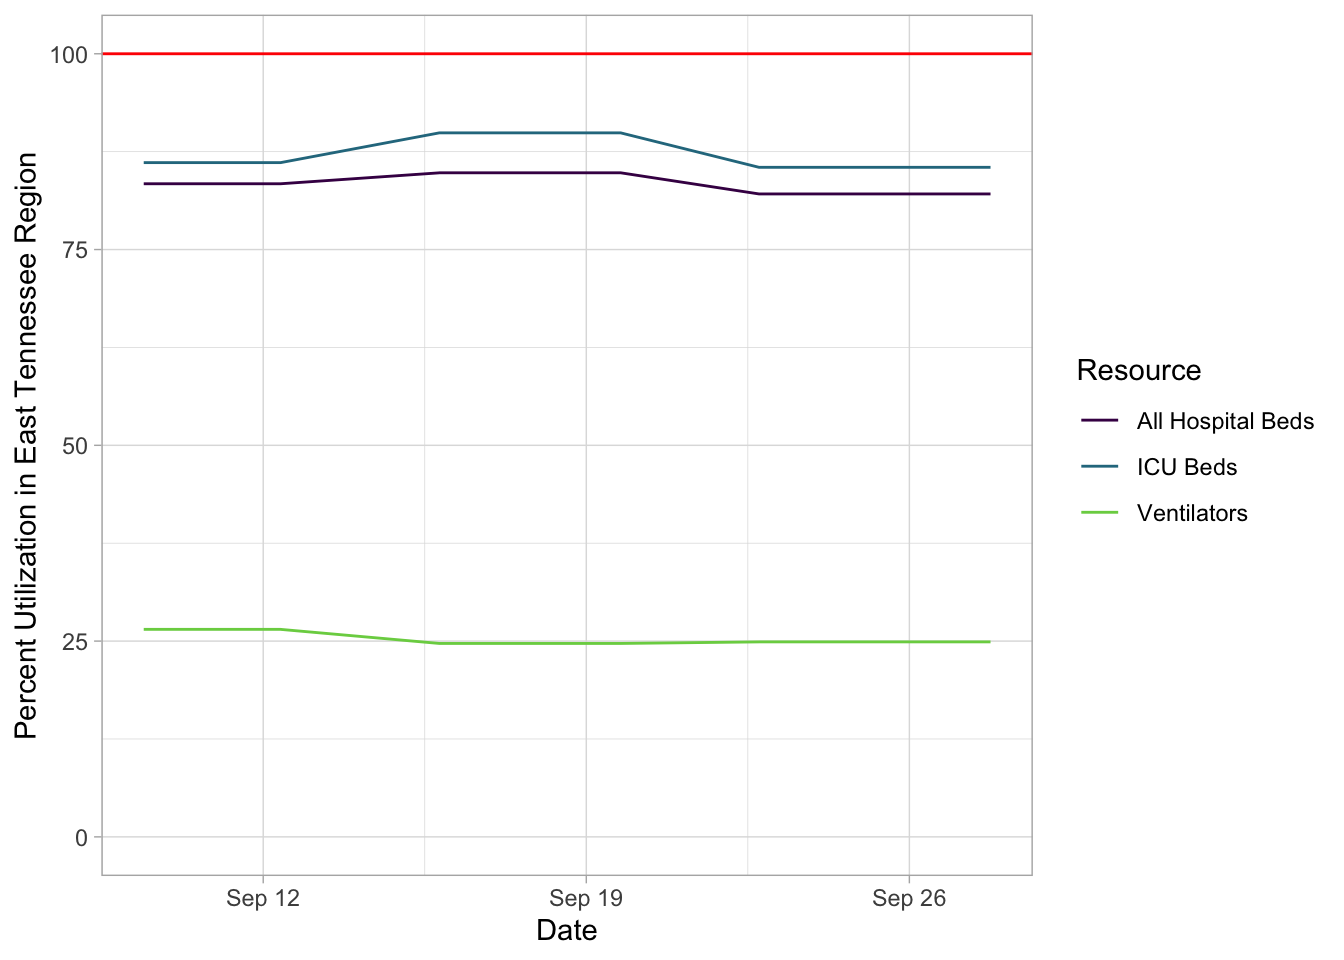 Percent Utilization in East Tennessee Region
100
75
50
25
0
Sep 12
Sep 19
Sep 26
Date
Resource
All Hospital Beds
ICU Beds
Ventilators